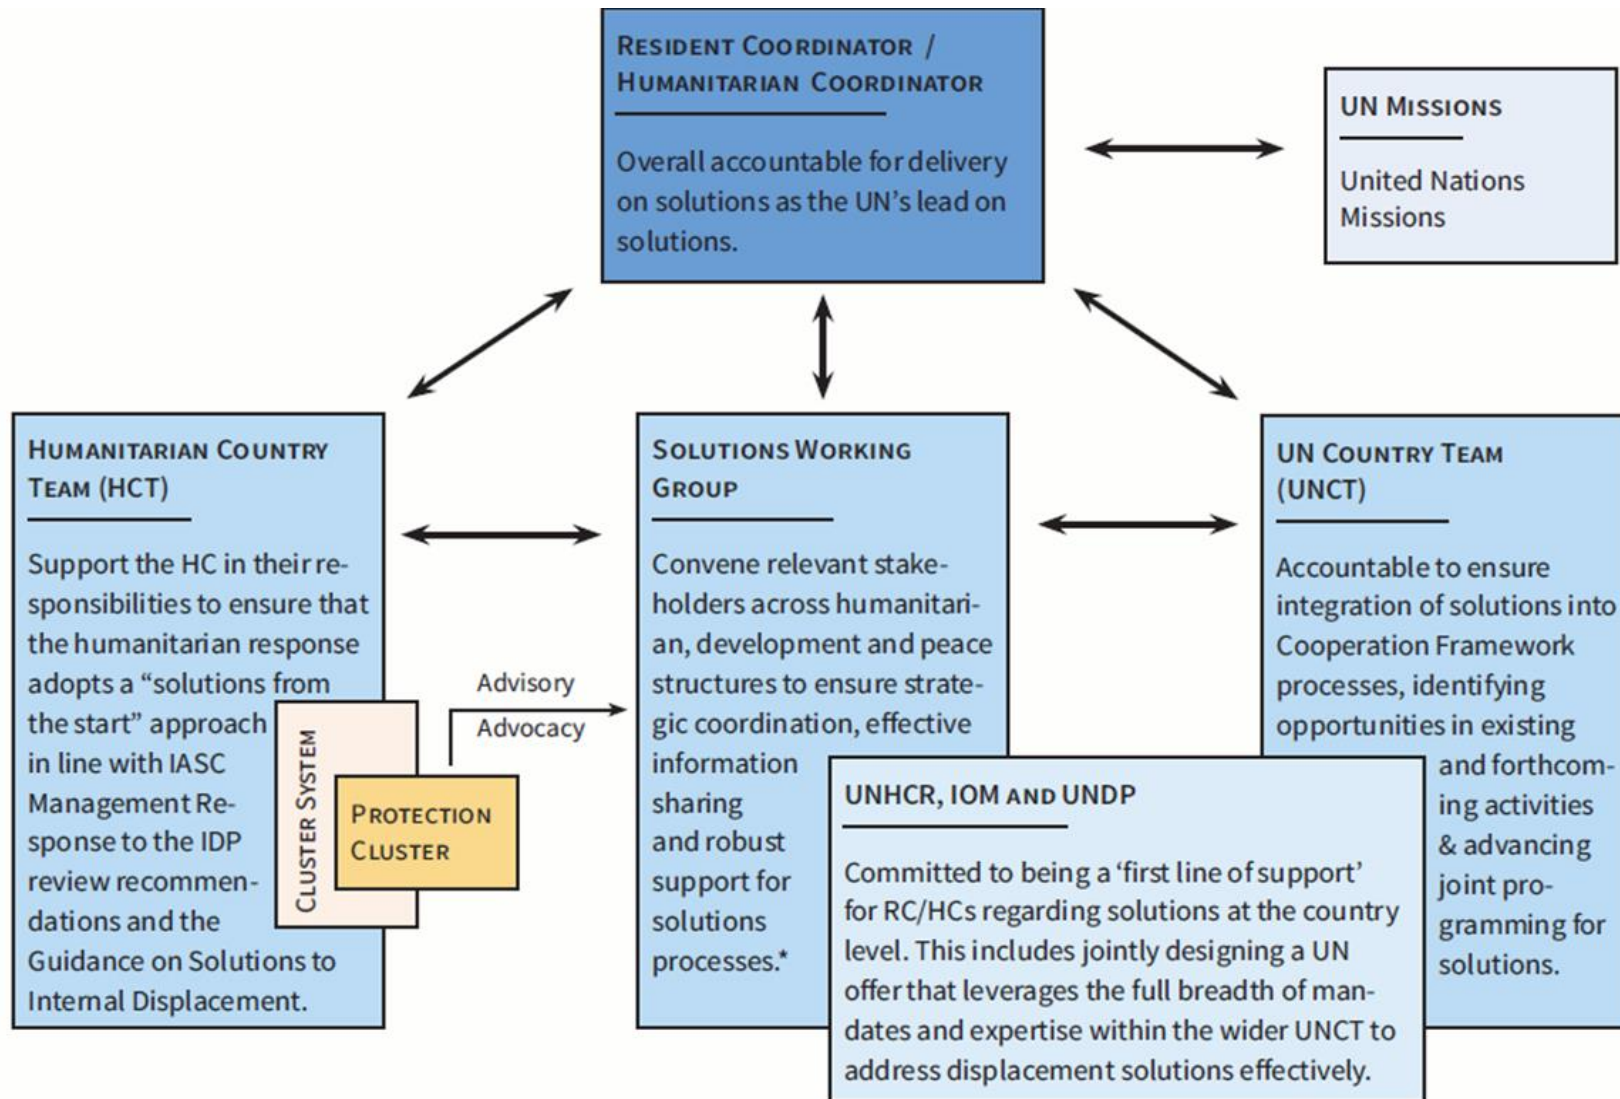 RESIDENT COORDINATOR /
HUMANITARIAN COORDINATOR
Overall accountable for delivery
on solutions as the UN's lead on
solutions.
UN MISSIONS
United Nations
Missions
HUMANITARIAN COUNTRY
TEAM (HCT)
Support the HC in their re-
sponsibilities to ensure that
the humanitarian response
adopts a “solutions from
the start” approach
in line with IASC
Management Re-
sponse to the IDP
review recommen-
dations and the
Guidance on Solutions to
Internal Displacement.
CLUSTER SYSTEM
PROTECTION
CLUSTER
Advisory
Advocacy
SOLUTIONS WORKING
GROUP
Convene relevant stake-
holders across humanitari-
an, development and peace
structures to ensure strate-
gic coordination, effective
information
sharing
and robust
support for
solutions
processes.*
UN COUNTRY TEAM
(UNCT)
Accountable to ensure
integration of solutions into
Cooperation Framework
processes, identifying
opportunities in existing
and forthcom-
ing activities
& advancing
joint pro-
gramming for
solutions.
UNHCR, IOM AND UNDP
Committed to being a ‘first line of support’
for RC/HCs regarding solutions at the country
level. This includes jointly designing a UN
offer that leverages the full breadth of man-
dates and expertise within the wider UNCT to
address displacement solutions effectively.